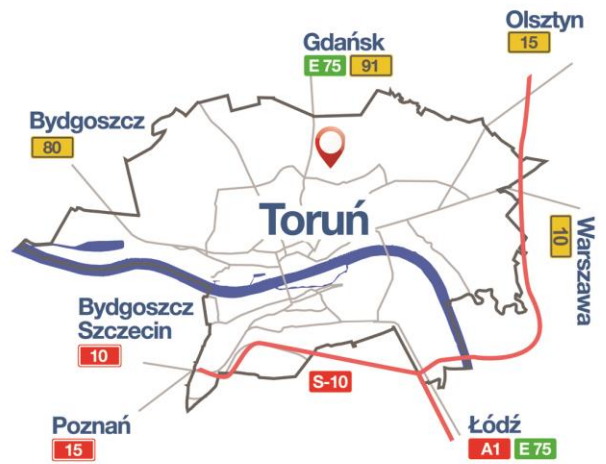 Olsztyn
15
Gdańsk
E 75 91
Bydgoszcz
80
Toruń
10
Warszawa
Bydgoszcz
Szczecin
10
S-10
Poznań
15
Łódź
A1 E 75